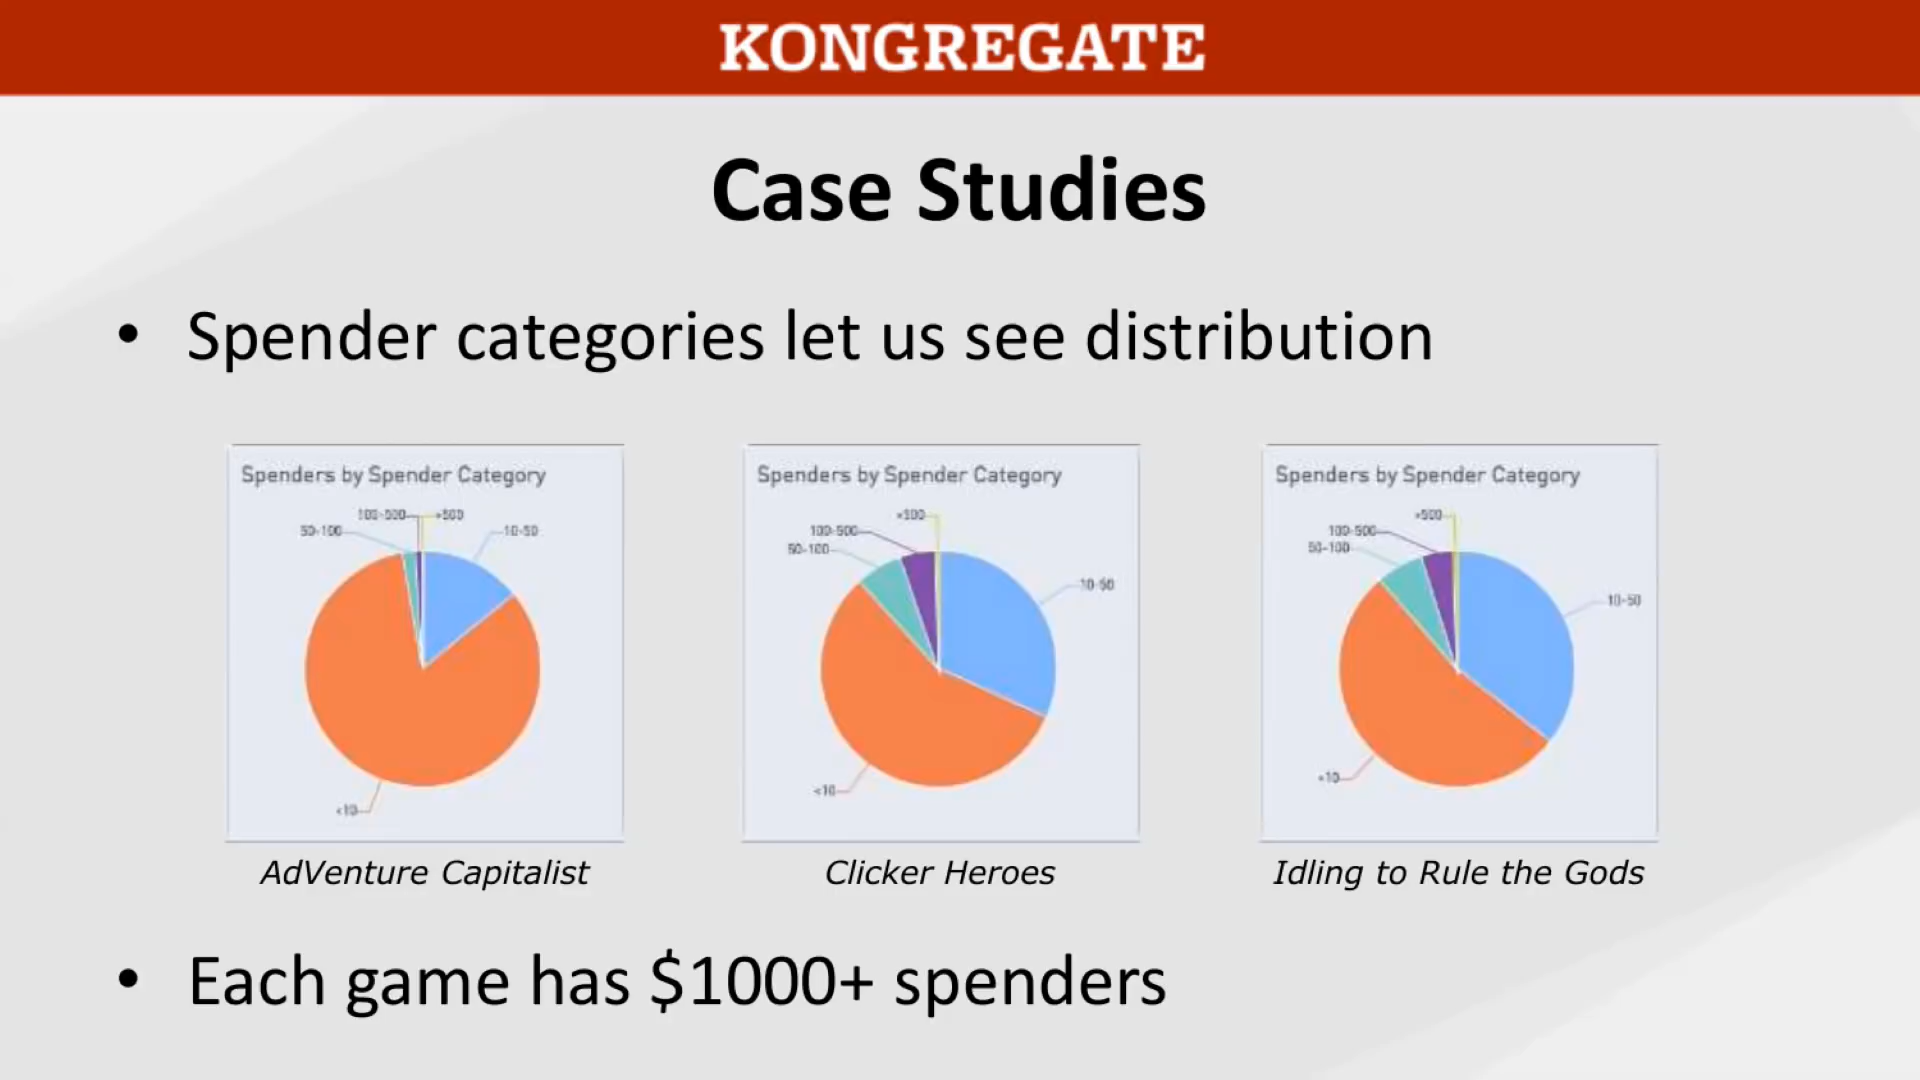 KONGREGATE
Case Studies
• Spender categories let us see distribution
Spenders by Spender Category
100-500
>500
50-100
10-50
<10
AdVenture Capitalist
Spenders by Spender Category
>500
100-500
50-100
10-50
<10
Clicker Heroes
Spenders by Spender Category
>500
100-500
50-100
10-50
<10
Idling to Rule the Gods
• Each game has $1000+ spenders